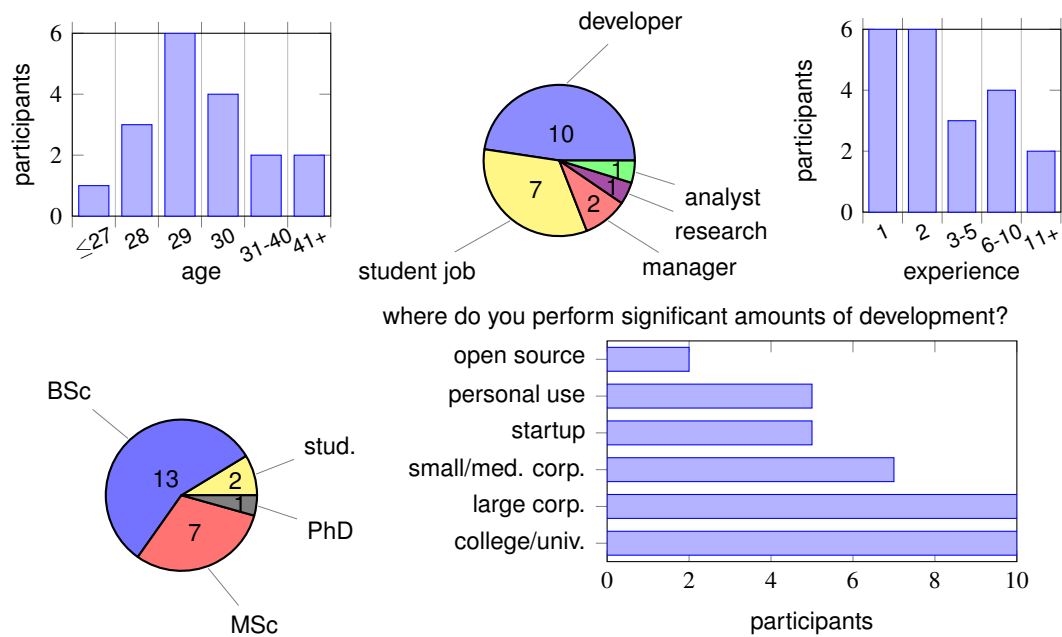 participants
6
4
2
0
≤27
28
29
30
31-40
41+
age
developer
10
7
2
1
1
analyst
research
manager
student job
participants
6
4
2
0
1
2
3-5
6-10
11+
experience
BSc
13
2
1
7
stud.
PhD
MSc
where do you perform significant amounts of development?
open source
personal use
startup
small/med. corp.
large corp.
college/univ.
0
2
4
6
8
10
participants